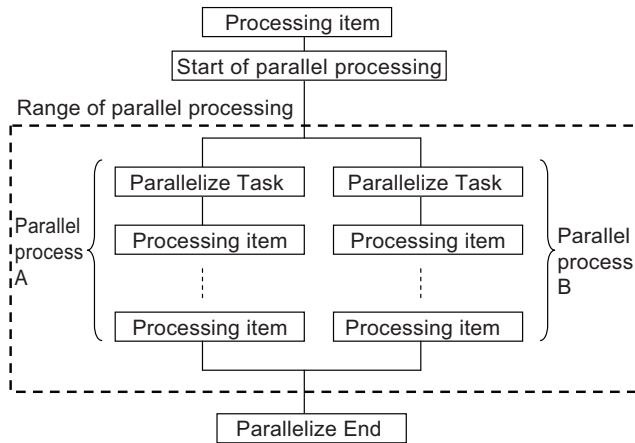 Processing item
Start of parallel processing
Range of parallel processing
Parallel
process
A
Parallelize Task
Processing item
Processing item
Parallelize Task
Processing item
Processing item
Parallel
process
B
Parallelize End